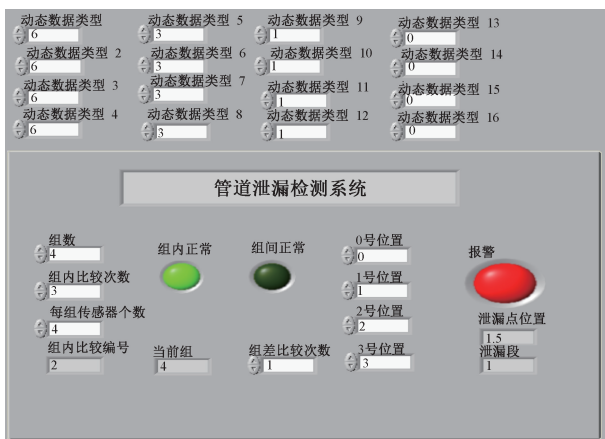 动态数据类型 动态数据类型 5 动态数据类型 9 动态数据类型 13
6 3 1 0
动态数据类型 2 动态数据类型 6 动态数据类型 10 动态数据类型 14
6 3 1 0
动态数据类型 3 动态数据类型 7 动态数据类型 11 动态数据类型 15
6 3 1 0
动态数据类型 4 动态数据类型 8 动态数据类型 12 动态数据类型 16
6 3 1 0
管道泄漏检测系统
组数 组内正常 组间正常 0号位置 报警
4 0
组内比较次数 1号位置
3 1
每组传感器个数 2号位置 泄漏点位置
4 2 1.5
组内比较编号 当前组 组差比较次数 3号位置 泄漏段
2 4 1 3 1